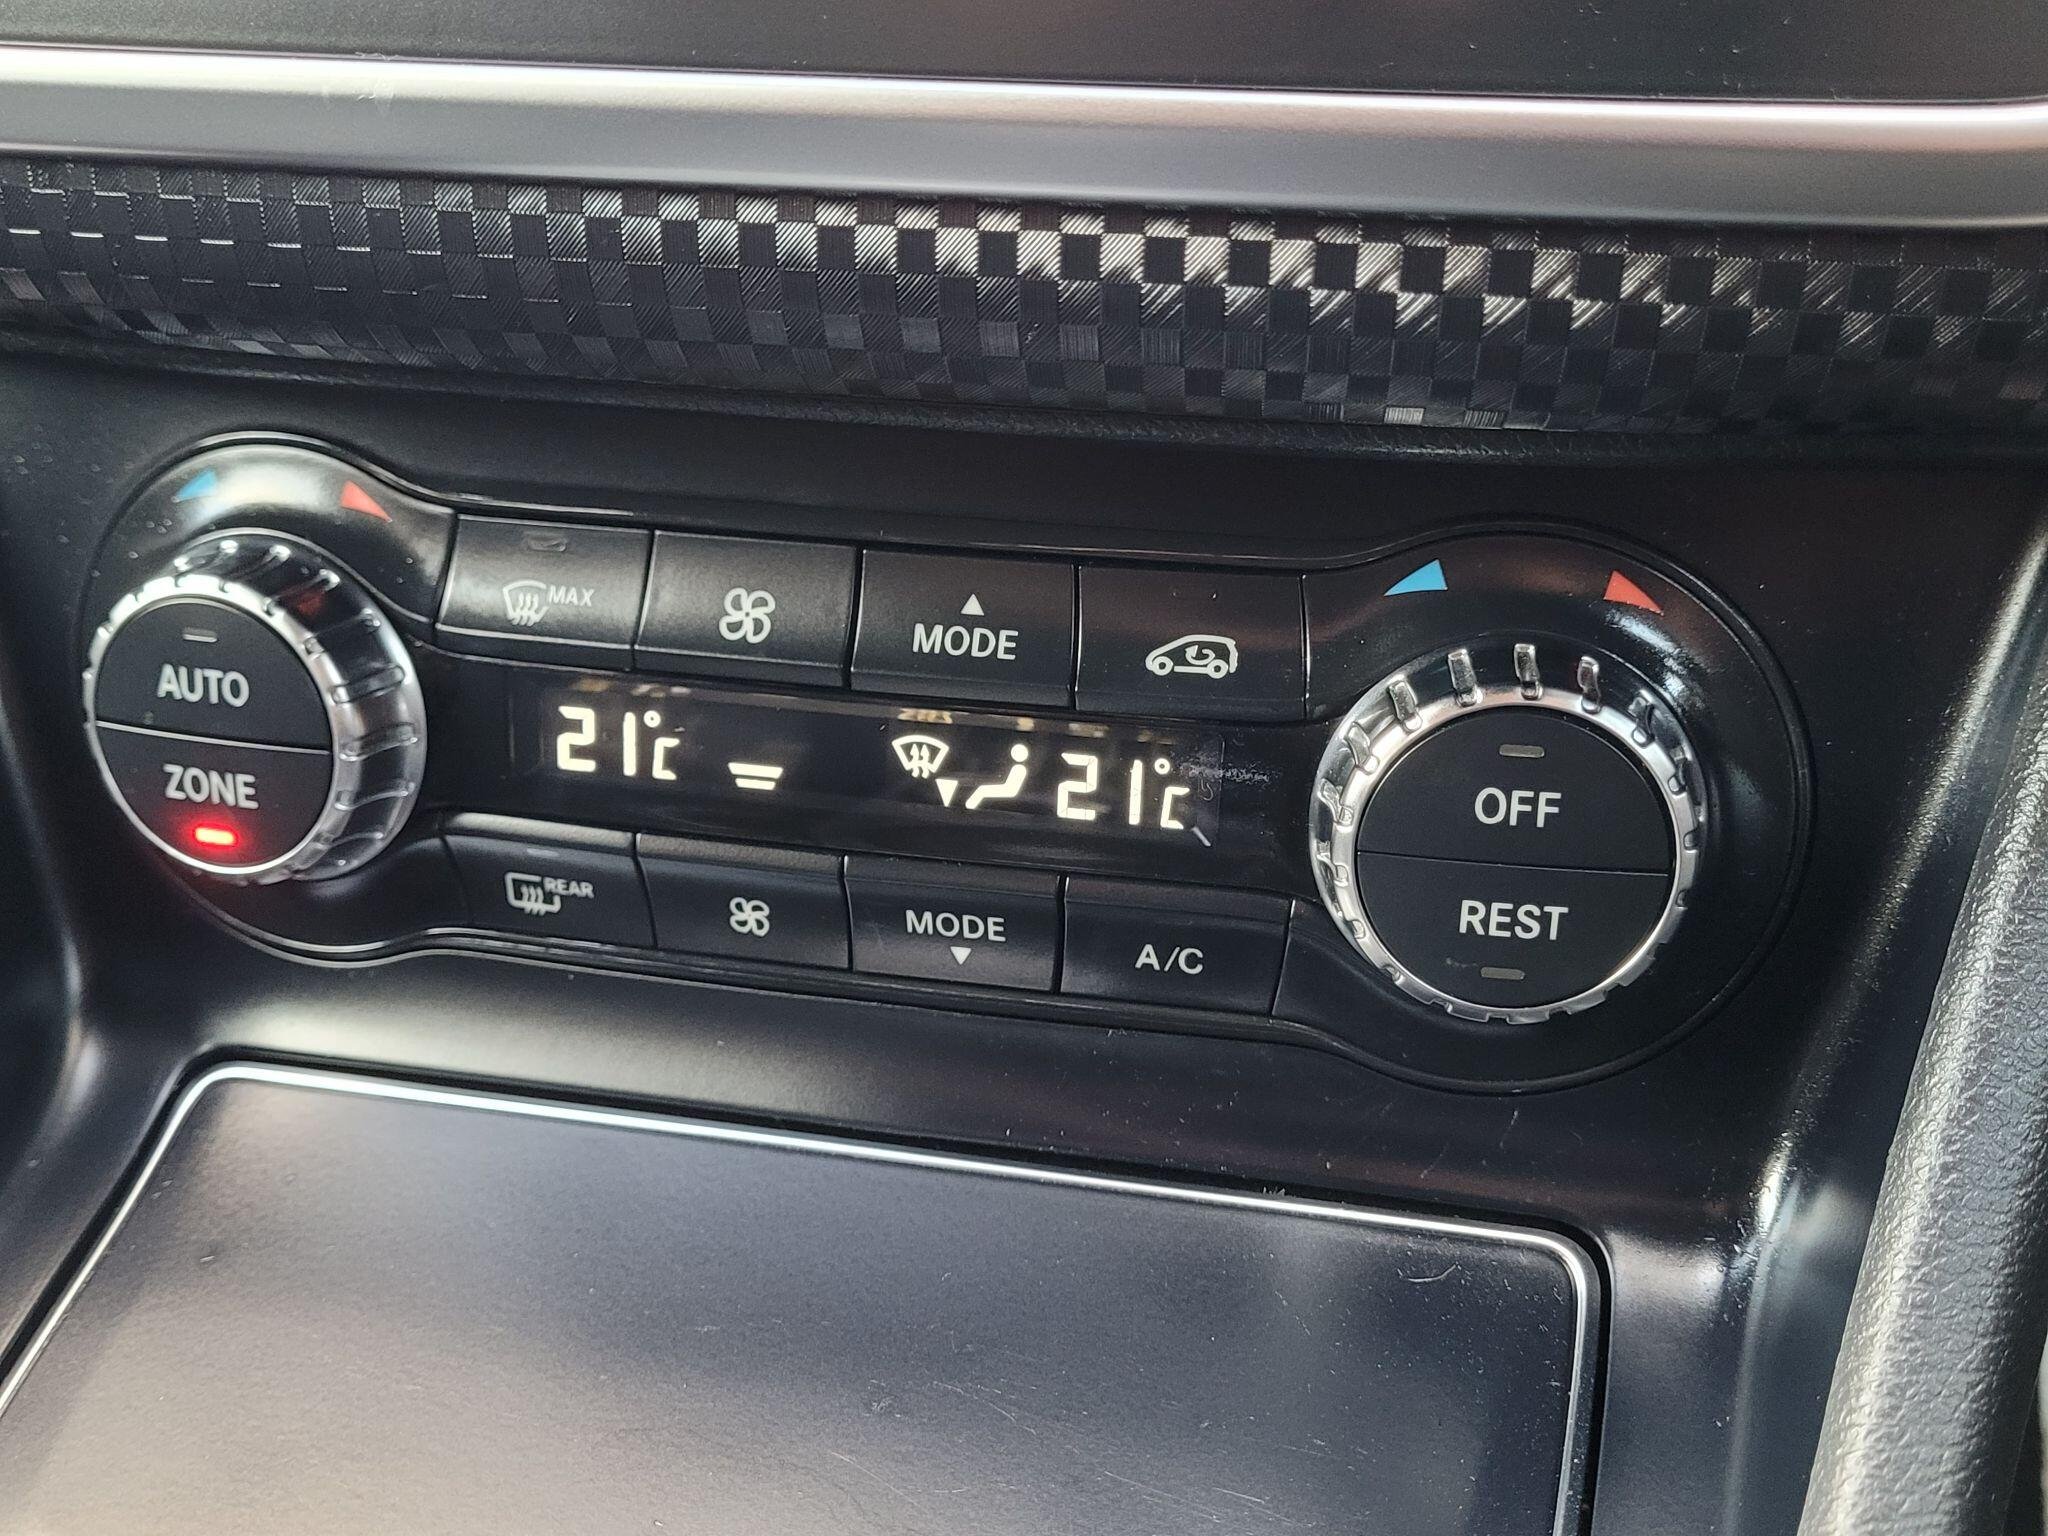 MAX
MODE
AUTO
ZONE
21°C
21°C
OFF
REST
REAR
MODE
A/C